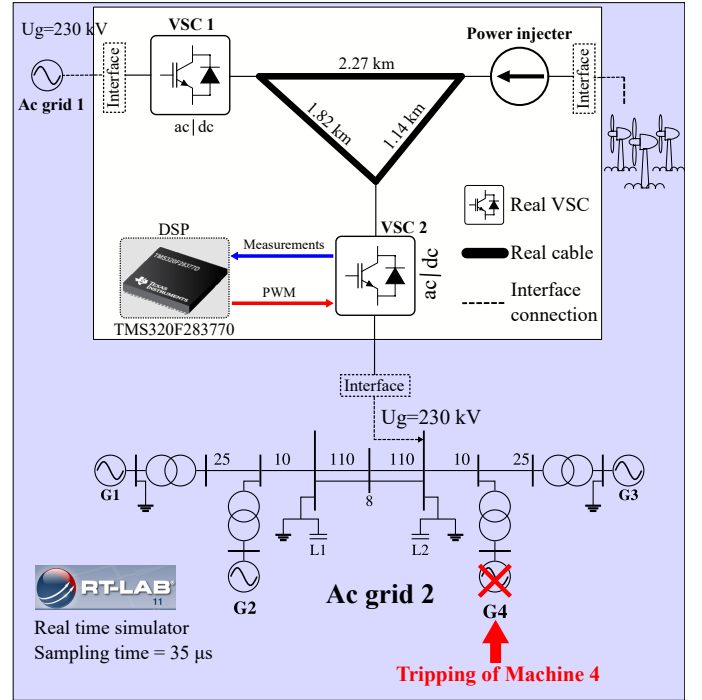 Ug=230 kV
VSC 1
Power injecter
Interface
Interface
2.27 km
Ac grid 1
ac|dc
1.82 km
1.14 km
Real VSC
VSC 2
DSP
Measurements
ac|dc
Real cable
TMS320F28377D
TEXAS
INSTRUMENTS
PWM
Interface
connection
TMS320F283770
Interface
Ug=230 kV
25
10
110
110
10
25
G1
8
G3
L1
L2
RT-LAB
11
G2
Ac grid 2
G4
Real time simulator
Sampling time = 35 μs
Tripping of Machine 4